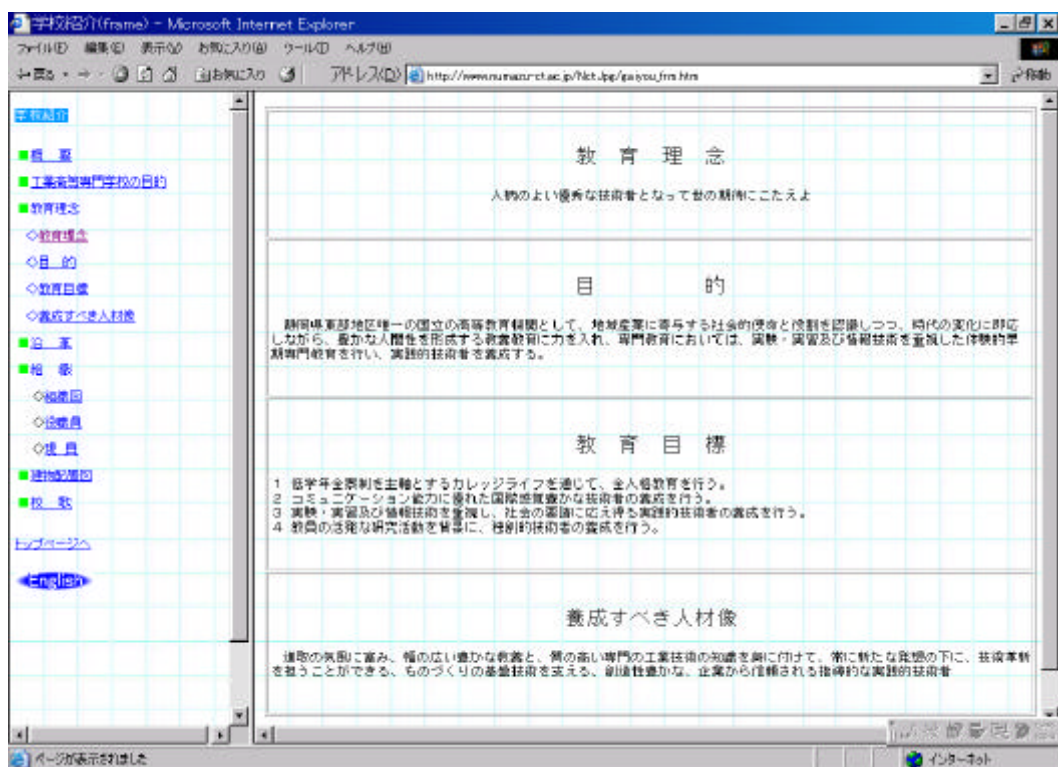 学校紹介(frame) - Microsoft Internet Explorer
ファイル(F) 編集(E) 表示(V) お気に入り(A) ツール(T) ヘルプ(H)
戻る お気に入り アドレス(D) http://www.numazu-ct.ac.jp/Nct-Jpg/gaiyou_frm.htm 移動
学校紹介
概 要
工業高等専門学校の目的
教育理念
◇教育理念
◇目 的
◇教育目標
◇養成すべき人材像
沿 革
組 織
◇組織図
◇役職員
◇現 員
建物配置図
校 歌
トップページへ
English
教 育 理 念
人柄のよい優秀な技術者となって世の期待にこたえよ
目 的
静岡県東部地区唯一の国立の高等教育機関として、地域産業に寄与する社会的使命と役割を認識しつつ、時代の変化に即応
しながら、豊かな人間性を形成する教養教育に力を入れ、専門教育においては、実験・実習及び情報技術を重視した体験的早
期専門教育を行い、実践的技術者を養成する。
教 育 目 標
1 低学年全寮制を主軸とするカレッジライフを通じて、全人格教育を行う。
2 コミュニケーション能力に優れた国際感覚豊かな技術者の養成を行う。
3 実験・実習及び情報技術を重視し、社会の要請に応え得る実践的技術者の養成を行う。
4 教員の活発な研究活動を背景に、創造的技術者の養成を行う。
養成すべき人材像
進取の気風に富み、幅の広い豊かな教養と、質の高い専門の工業技術の知識を身に付けて、常に新たな発想の下に、技術革新
を担うことができる、ものづくりの基盤技術を支える、創造性豊かな、企業から信頼される指導的な実践的技術者
ページが表示されました
インターネット